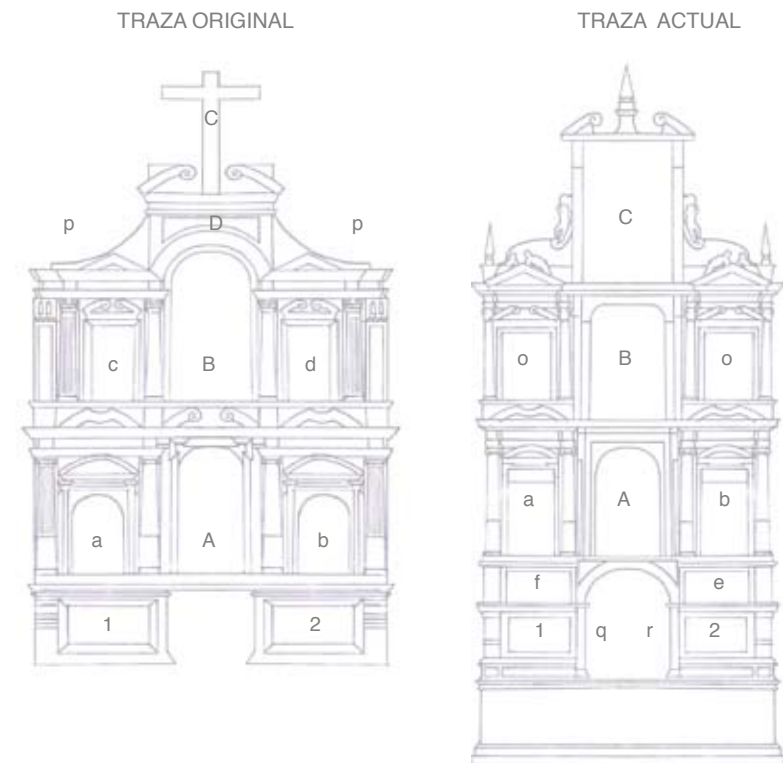 TRAZA ORIGINAL
C
p D p
c B d
a A b
1 2
TRAZA ACTUAL
C
o B o
a A b
f e
1 q r 2